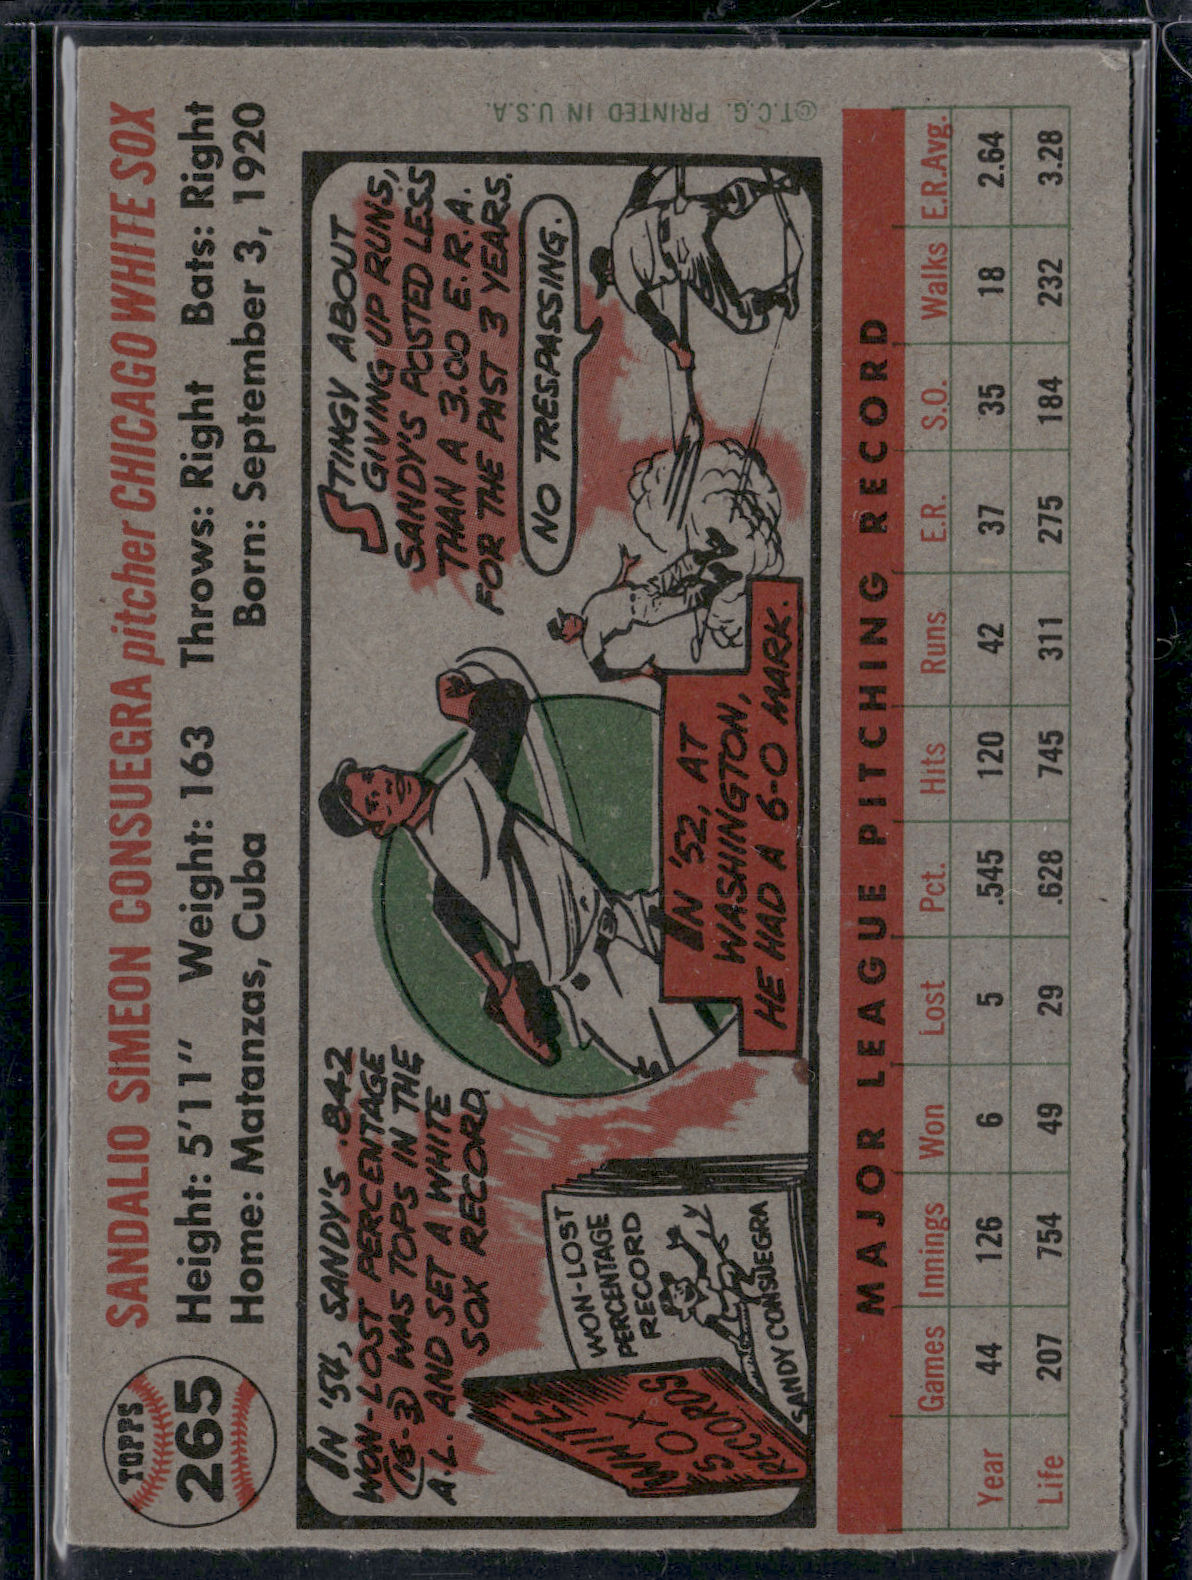 TOPPS
265
SANDALIO SIMEON CONSUEGRA pitcher CHICAGO WHITE SOX
Height: 5'11" Weight: 163 Throws: Right Bats: Right
Home: Matanzas, Cuba Born: September 3, 1920
IN '54, SANDY'S .842
WON-LOST PERCENTAGE
(16-3) WAS TOPS IN THE
A.L. AND SET A WHITE
SOX RECORD.
WHITE
SOX
RECORDS
WON-LOST
PERCENTAGE
RECORD
SANDY CONSUEGRA
IN '52, AT
WASHINGTON,
HE HAD A 6-0 MARK.
STINGY ABOUT
GIVING UP RUNS,
SANDY'S POSTED LESS
THAN A 3.00 E.R.A.
FOR THE PAST 3 YEARS.
NO TRESPASSING.
©T.C.G. PRINTED IN U.S.A.
MAJOR LEAGUE PITCHING RECORD
Games Innings Won Lost Pct. Hits Runs E.R. S.O. Walks E.R.Avg.
Year 44 126 6 5 .545 120 42 37 35 18 2.64
Life 207 754 49 29 .628 745 311 275 184 232 3.28